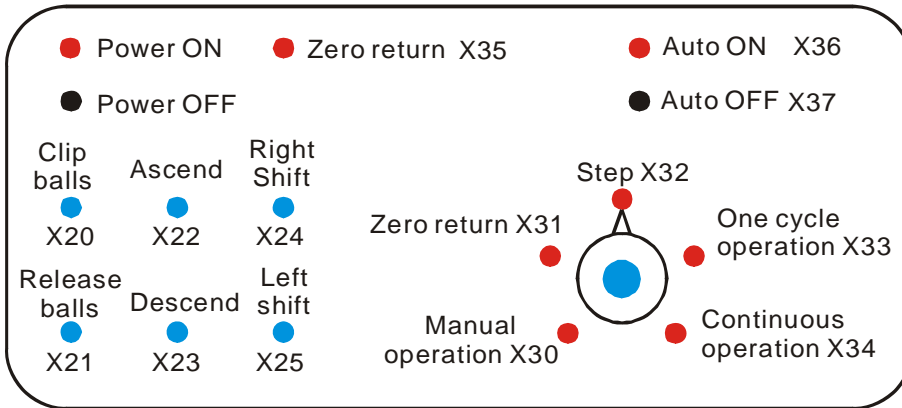 Power ON
Zero return X35
Auto ON X36
Power OFF
Auto OFF X37
Clip
balls
X20
Ascend
X22
Right
Shift
X24
Release
balls
X21
Descend
X23
Left
shift
X25
Step X32
Zero return X31
One cycle
operation X33
Manual
operation X30
Continuous
operation X34